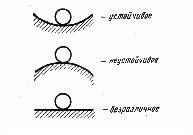 – устойчивое
– неустойчивое
– безразличное